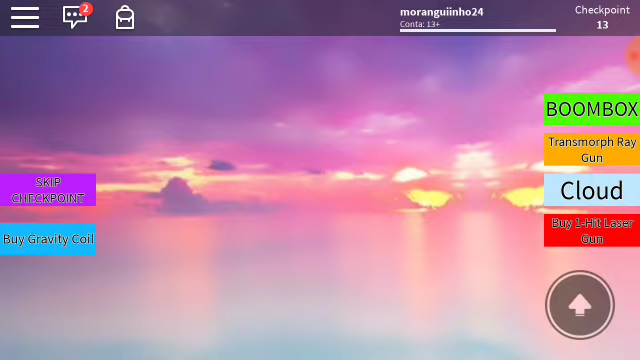 2
moranguiinho24
Conta: 13+
Checkpoint
13
BOOMBOX
Transmorph Ray
Gun
SKIP
CHECKPOINT
Cloud
Buy Gravity Coil
Buy 1-Hit Laser
Gun